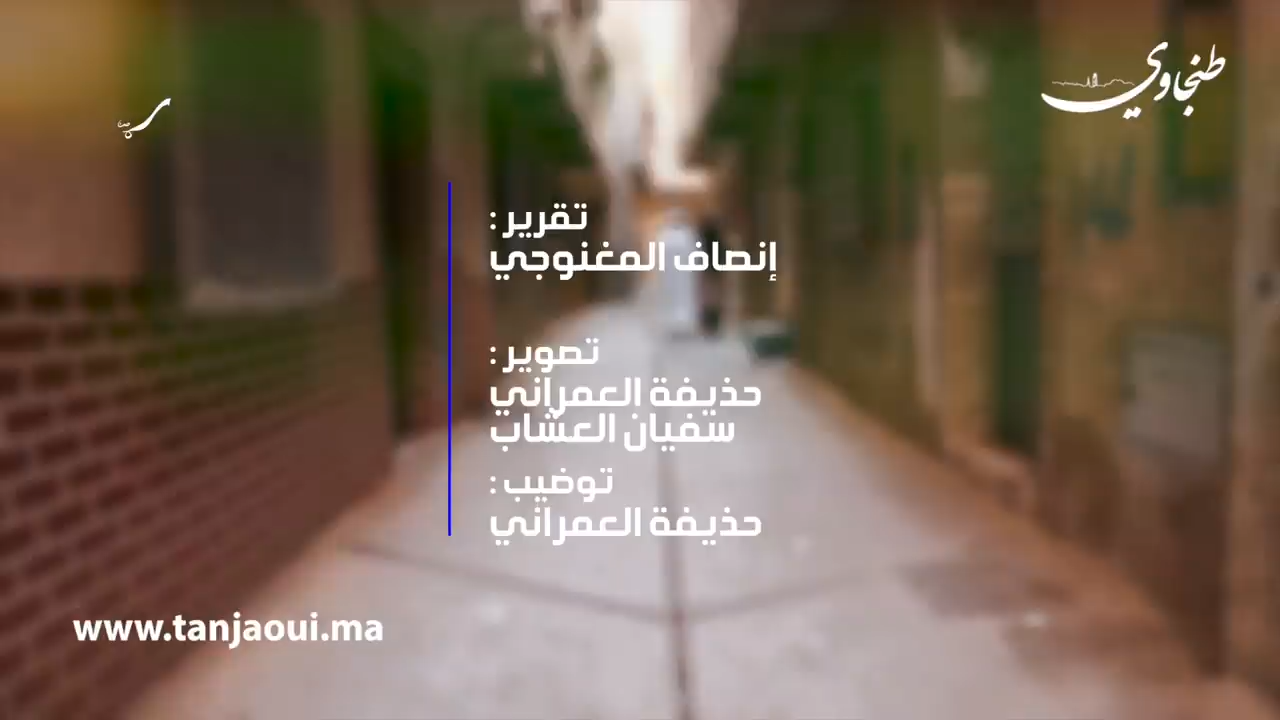 طنجاوي
تقرير :
إنصاف المغنوجي
تصوير :
حذيفة العمراني
سفيان العشاب
توضيب :
حذيفة العمراني
www.tanjaoui.ma